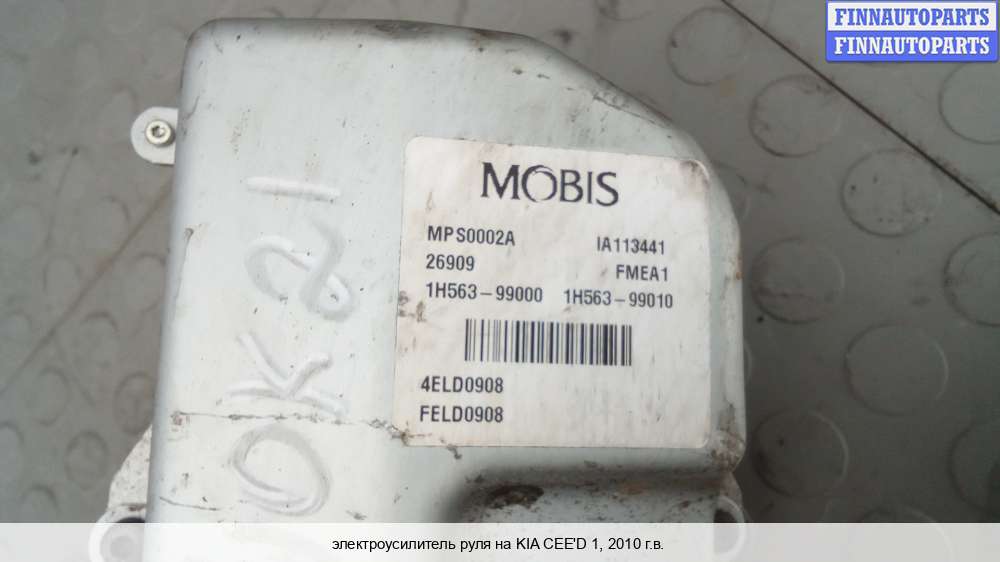 FINNAUTOPARTS
FINNAUTOPARTS
MOBIS
MPS0002A IA113441
26909 FMEA1
1H563-99000 1H563-99010
4ELD0908
FELD0908
электроусилитель руля на KIA CEE'D 1, 2010 г.в.